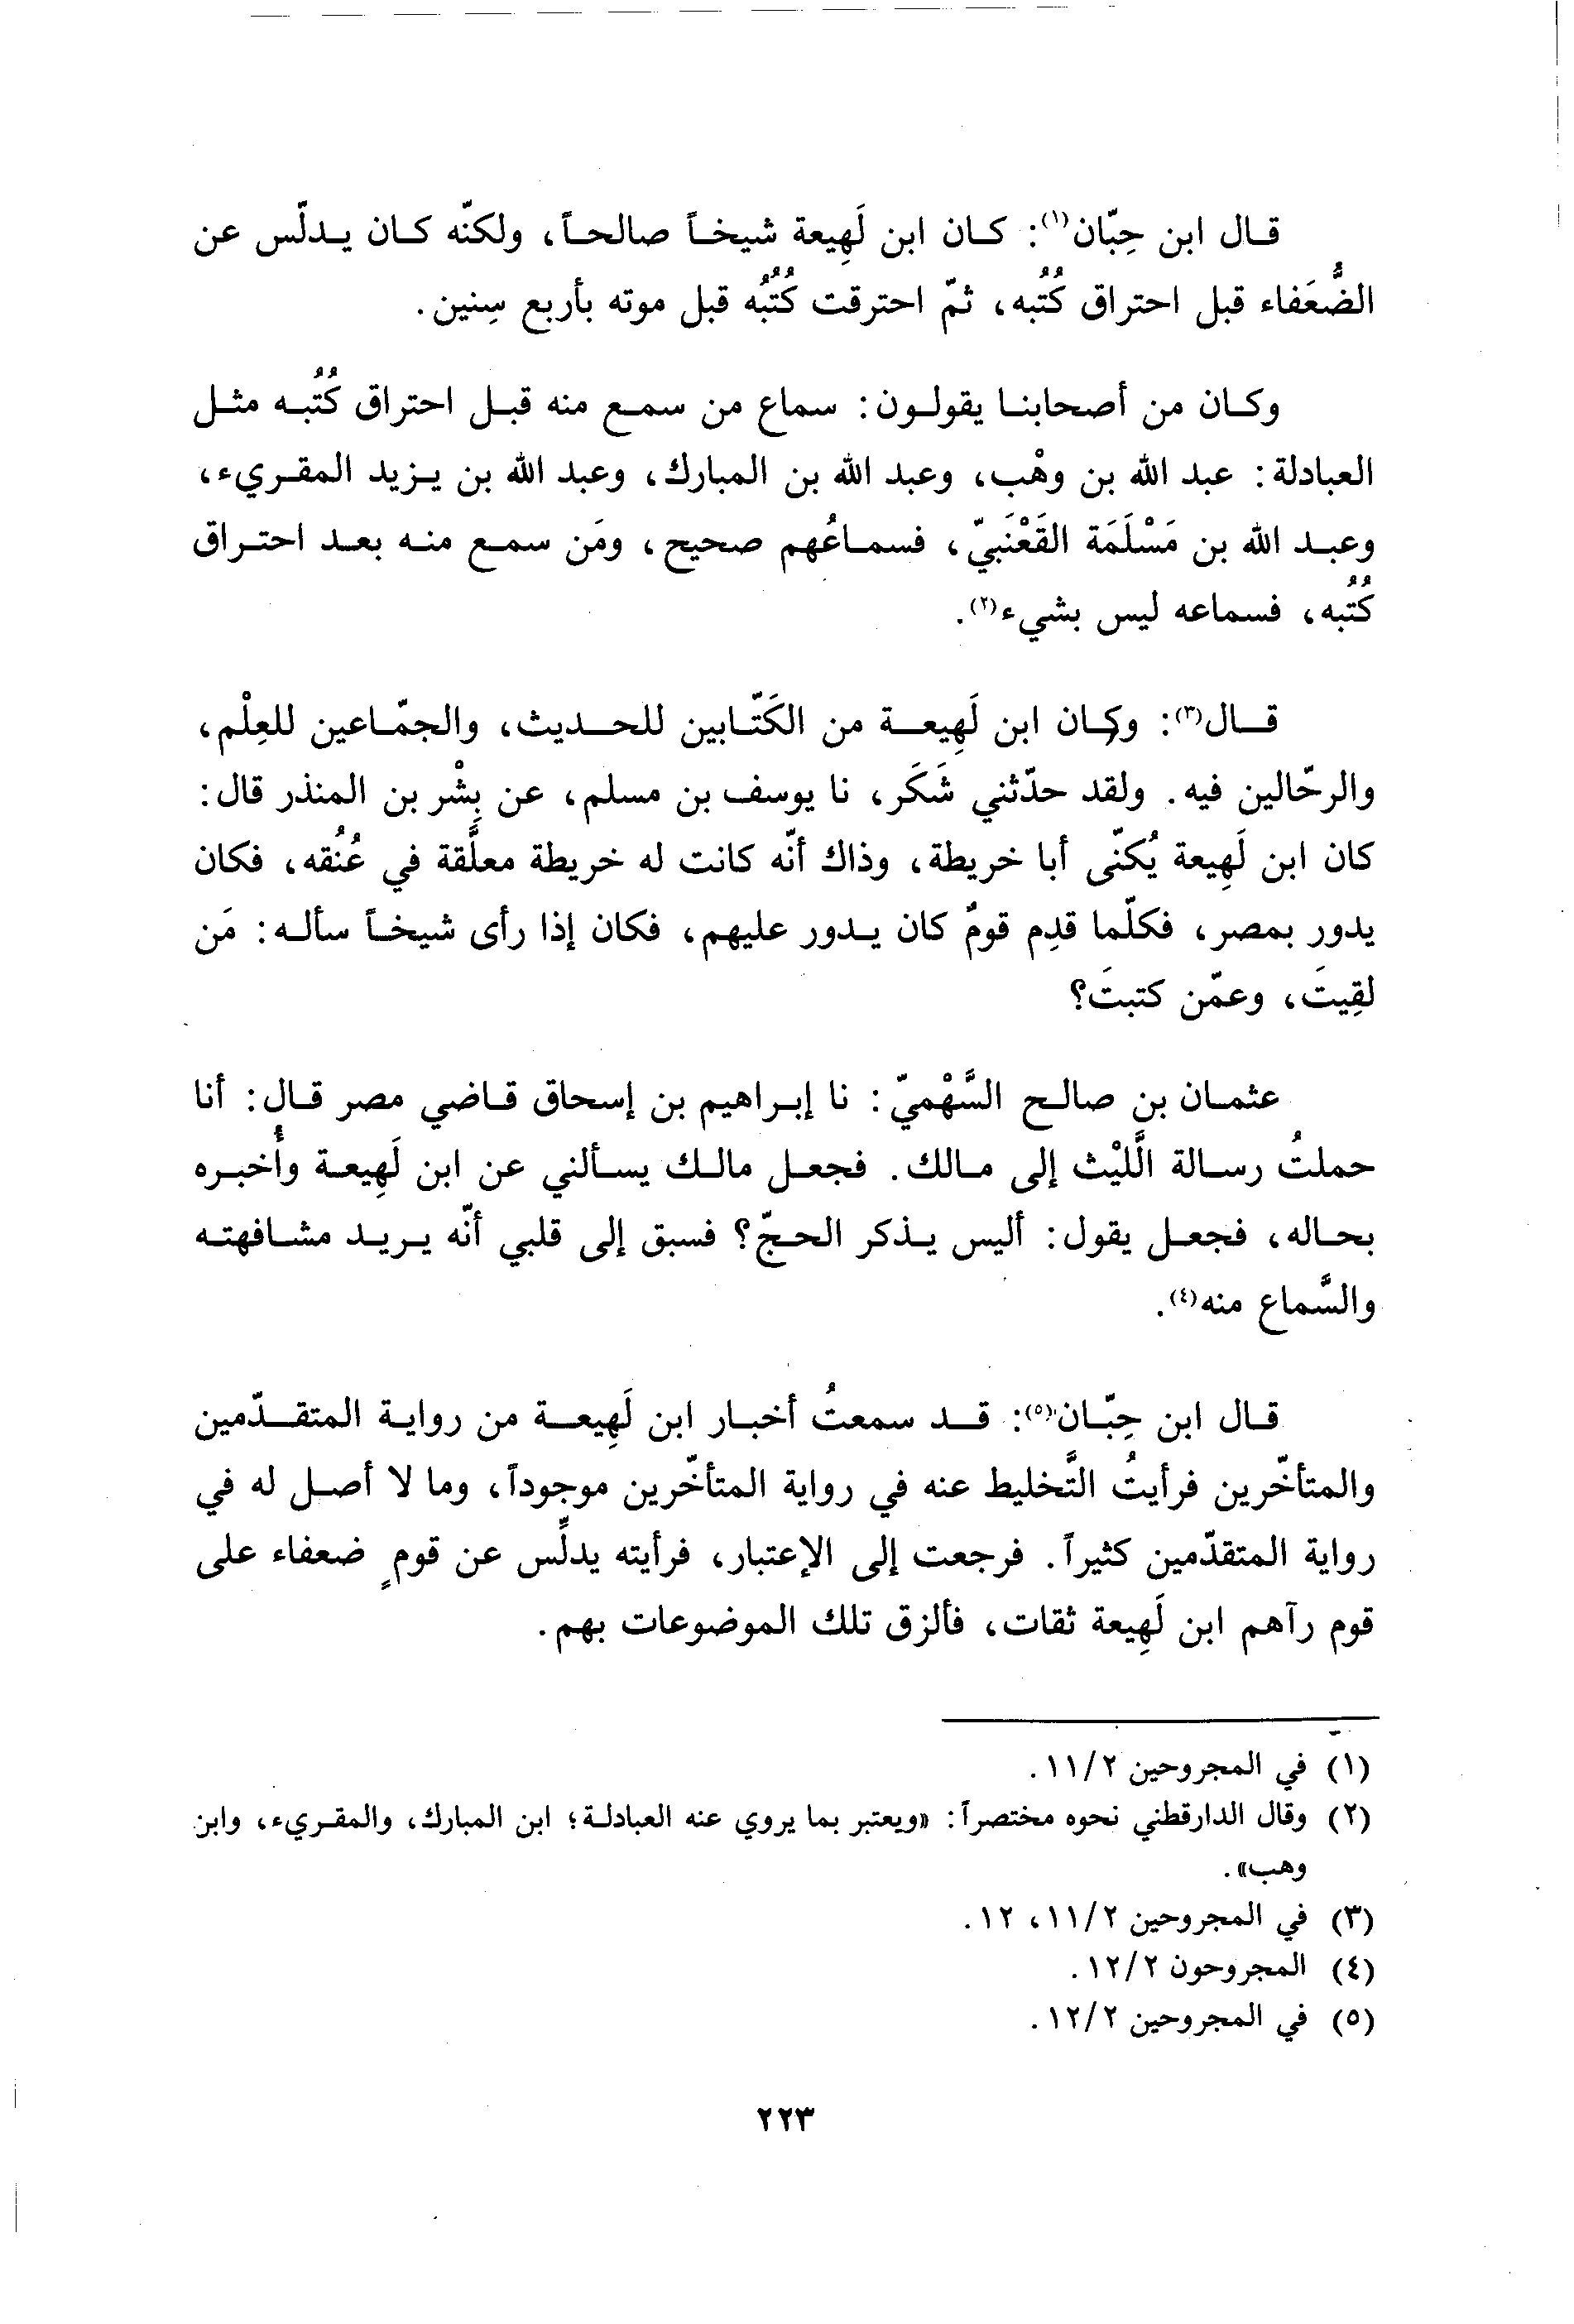 قال ابن حِبّان(١): كان ابن لَهِيعة شيخاً صالحاً، ولكنّه كان يدلّس عن
الضُّعَفاء قبل احتراق كُتُبه، ثمّ احترقت كُتُبُه قبل موته بأربع سِنين.
وكان من أصحابنا يقولون: سماع من سمع منه قبل احتراق كُتُبه مثل
العبادلة: عبد الله بن وهْب، وعبد الله بن المبارك، وعبد الله بن يزيد المقريء،
وعبد الله بن مَسْلَمَة القَعْنَبيّ، فسماعُهم صحيح، ومَن سمع منه بعد احتراق
كُتُبه، فسماعه ليس بشيء(٢).
قال(٣): وكان ابن لَهِيعة من الكَتّابين للحديث، والجمّاعين للعِلْم،
والرحّالين فيه. ولقد حدّثني شَكَر، نا يوسف بن مسلم، عن بِشْر بن المنذر قال:
كان ابن لَهِيعة يُكنّى أبا خريطة، وذاك أنّه كانت له خريطة معلَّقة في عُنُقه، فكان
يدور بمصر، فكلّما قدِم قومٌ كان يدور عليهم، فكان إذا رأى شيخاً سأله: مَن
لقِيتَ، وعمّن كتبتَ؟
عثمان بن صالح السَّهْميّ: نا إبراهيم بن إسحاق قاضي مصر قال: أنا
حملتُ رسالة الَّليْث إلى مالك. فجعل مالك يسألني عن ابن لَهِيعة وأُخبره
بحاله، فجعل يقول: أليس يذكر الحجّ؟ فسبق إلى قلبي أنّه يريد مشافهته
والسَّماع منه(٤).
قال ابن حِبّان(٥): قد سمعتُ أخبار ابن لَهِيعة من رواية المتقدّمين
والمتأخّرين فرأيتُ التَّخليط عنه في رواية المتأخّرين موجوداً، وما لا أصل له في
رواية المتقدّمين كثيراً. فرجعت إلى الإعتبار، فرأيته يدلِّس عن قومٍ ضعفاء على
قوم رآهم ابن لَهِيعة ثقات، فألزق تلك الموضوعات بهم.
(١) في المجروحين ١١/٢.
(٢) وقال الدارقطني نحوه مختصراً: «ويعتبر بما يروي عنه العبادلة؛ ابن المبارك، والمقريء، وابن
وهب».
(٣) في المجروحين ١١/٢، ١٢.
(٤) المجروحون ١٢/٢.
(٥) في المجروحين ١٢/٢.
٢٢٣